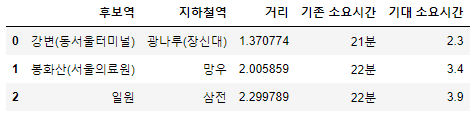 후보역 지하철역 거리 기존 소요시간 기대 소요시간
0 강변(동서울터미널) 광나루(장신대) 1.370774 21분 2.3
1 봉화산(서울의료원) 망우 2.005859 22분 3.4
2 일원 삼전 2.299789 22분 3.9